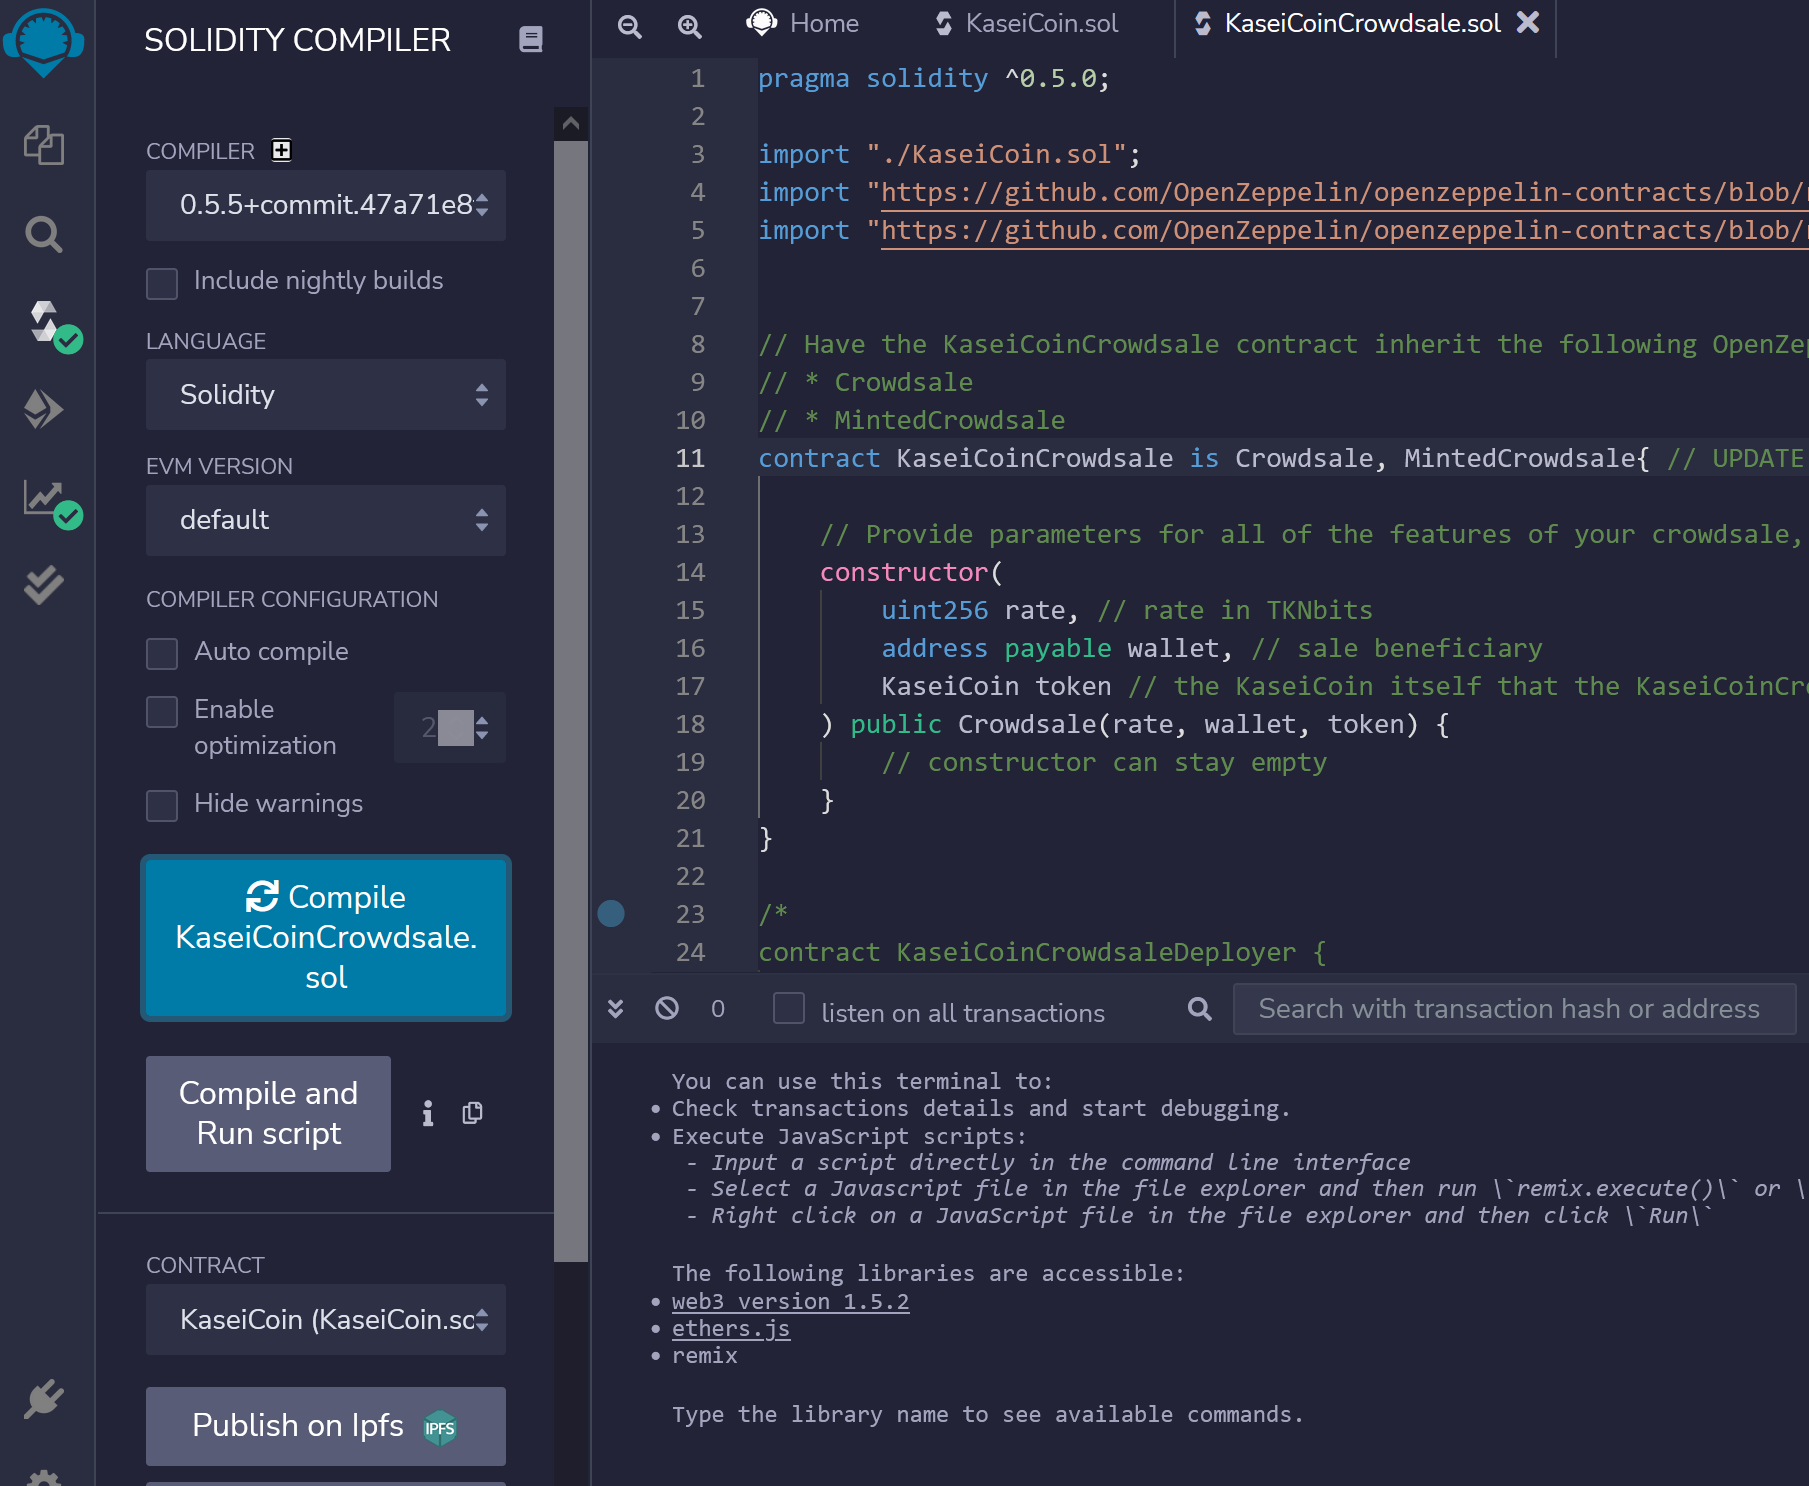 SOLIDITY COMPILER
COMPILER
0.5.5+commit.47a71e8
Include nightly builds
LANGUAGE
Solidity
EVM VERSION
default
COMPILER CONFIGURATION
Auto compile
Enable
optimization
2
Hide warnings
Compile
KaseiCoinCrowdsale.
sol
Compile and
Run script
CONTRACT
KaseiCoin (KaseiCoin.so
Publish on Ipfs
IPFS
Home
KaseiCoin.sol
KaseiCoinCrowdsale.sol
1 pragma solidity ^0.5.0;
2
3 import "./KaseiCoin.sol";
4 import "https://github.com/OpenZeppelin/openzeppelin-contracts/blob/
5 import "https://github.com/OpenZeppelin/openzeppelin-contracts/blob/
6
7
8 // Have the KaseiCoinCrowdsale contract inherit the following OpenZep
9 // * Crowdsale
10 // * MintedCrowdsale
11 contract KaseiCoinCrowdsale is Crowdsale, MintedCrowdsale{ // UPDATE
12
13 // Provide parameters for all of the features of your crowdsale,
14 constructor(
15 uint256 rate, // rate in TKNbits
16 address payable wallet, // sale beneficiary
17 KaseiCoin token // the KaseiCoin itself that the KaseiCoinCr
18 ) public Crowdsale(rate, wallet, token) {
19 // constructor can stay empty
20 }
21 }
22
23 /*
24 contract KaseiCoinCrowdsaleDeployer {
0
listen on all transactions
Search with transaction hash or address
You can use this terminal to:
• Check transactions details and start debugging.
• Execute JavaScript scripts:
- Input a script directly in the command line interface
- Select a Javascript file in the file explorer and then run \`remix.execute()\` or \
- Right click on a JavaScript file in the file explorer and then click \`Run\`
The following libraries are accessible:
• web3 version 1.5.2
• ethers.js
• remix
Type the library name to see available commands.